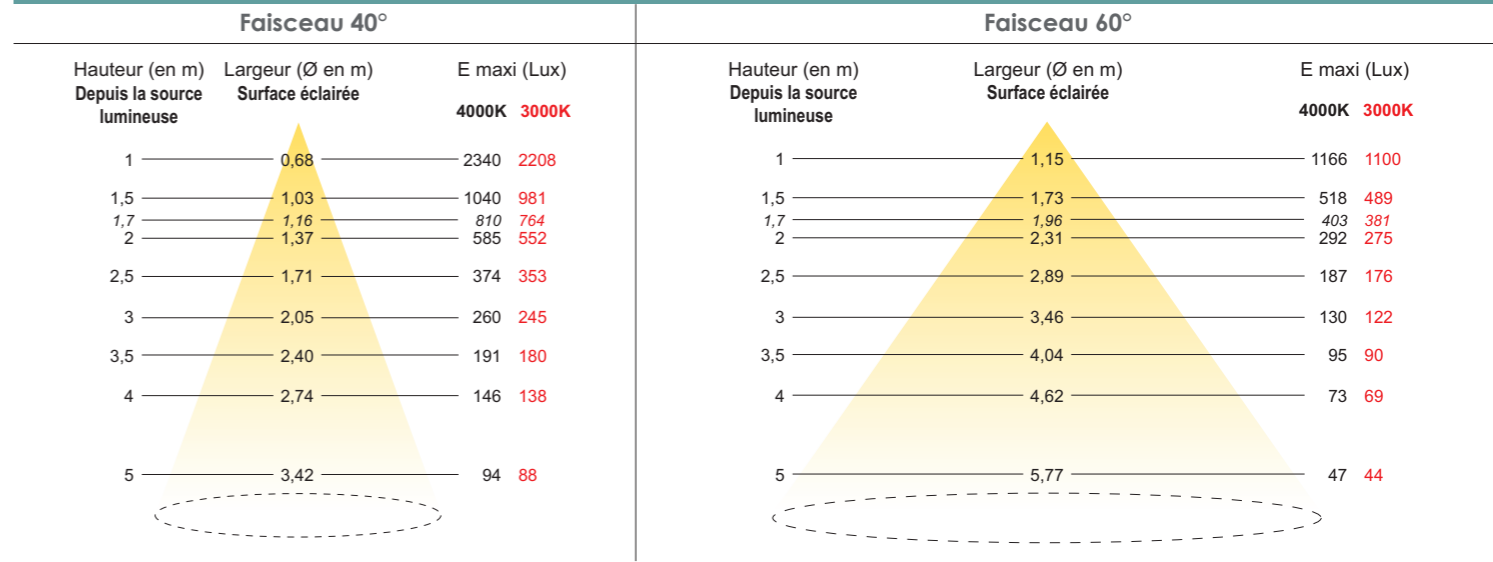 Faisceau 40°
Hauteur (en m) Largeur (Ø en m) E maxi (Lux)
Depuis la source Surface éclairée
lumineuse 4000K 3000K
1 0,68 2340 2208
1,5 1,03 1040 981
1,7 1,16 810 764
2 1,37 585 552
2,5 1,71 374 353
3 2,05 260 245
3,5 2,40 191 180
4 2,74 146 138
5 3,42 94 88
Faisceau 60°
Hauteur (en m) Largeur (Ø en m) E maxi (Lux)
Depuis la source Surface éclairée
lumineuse 4000K 3000K
1 1,15 1166 1100
1,5 1,73 518 489
1,7 1,96 403 381
2 2,31 292 275
2,5 2,89 187 176
3 3,46 130 122
3,5 4,04 95 90
4 4,62 73 69
5 5,77 47 44